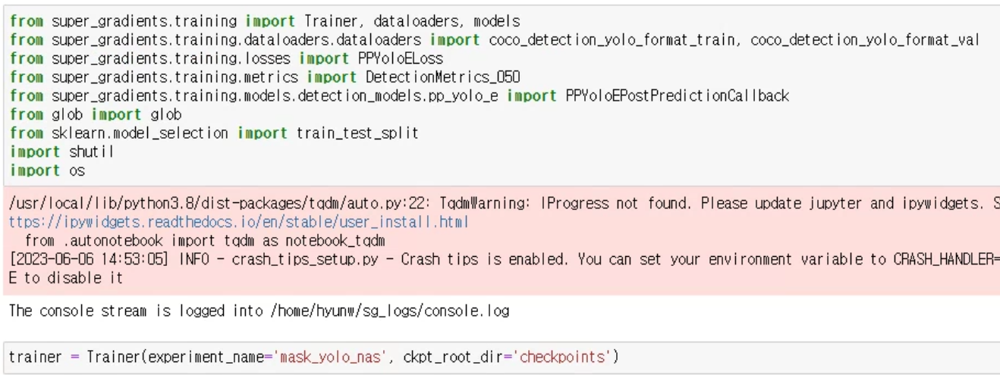 from super_gradients.training import Trainer, dataloaders, models
from super_gradients.training.dataloaders.dataloaders import coco_detection_yolo_format_train, coco_detection_yolo_format_val
from super_gradients.training.losses import PPYoloELoss
from super_gradients.training.metrics import DetectionMetrics_050
from super_gradients.training.models.detection_models.pp_yolo_e import PPYoloEPostPredictionCallback
from glob import glob
from sklearn.model_selection import train_test_split
import shutil
import os
/usr/local/lib/python3.8/dist-packages/tqdm/auto.py:22: TqdmWarning: IProgress not found. Please update jupyter and ipywidgets. S
ttps://ipywidgets.readthedocs.io/en/stable/user_install.html
from .autonotebook import tqdm as notebook_tqdm
[2023-06-06 14:53:05] INFO - crash_tips_setup.py - Crash tips is enabled. You can set your environment variable to CRASH_HANDLER=
E to disable it
The console stream is logged into /home/hyunw/sg_logs/console.log
trainer = Trainer(experiment_name='mask_yolo_nas', ckpt_root_dir='checkpoints')